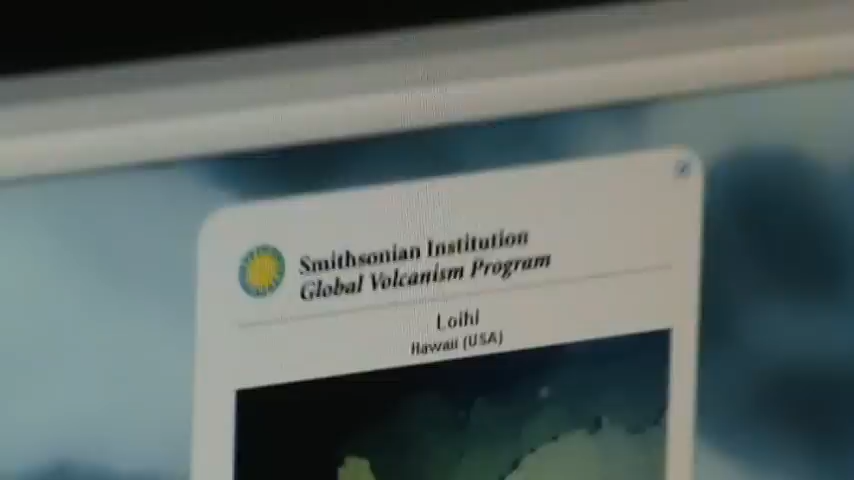 Smithsonian Institution
Global Volcanism Program
Loihi
Hawaii (USA)